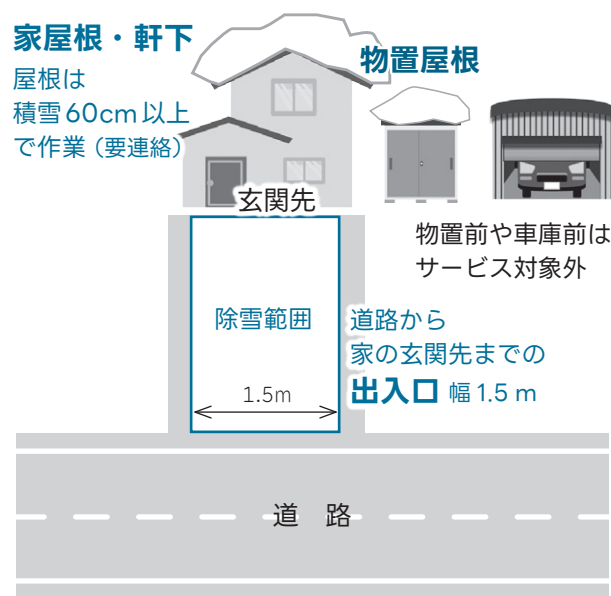 家屋根・軒下
屋根は
積雪60cm以上
で作業（要連絡）
物置屋根
玄関先
物置前や車庫前は
サービス対象外
除雪範囲
1.5m
道路から
家の玄関先までの
出入口 幅1.5 m
道 路